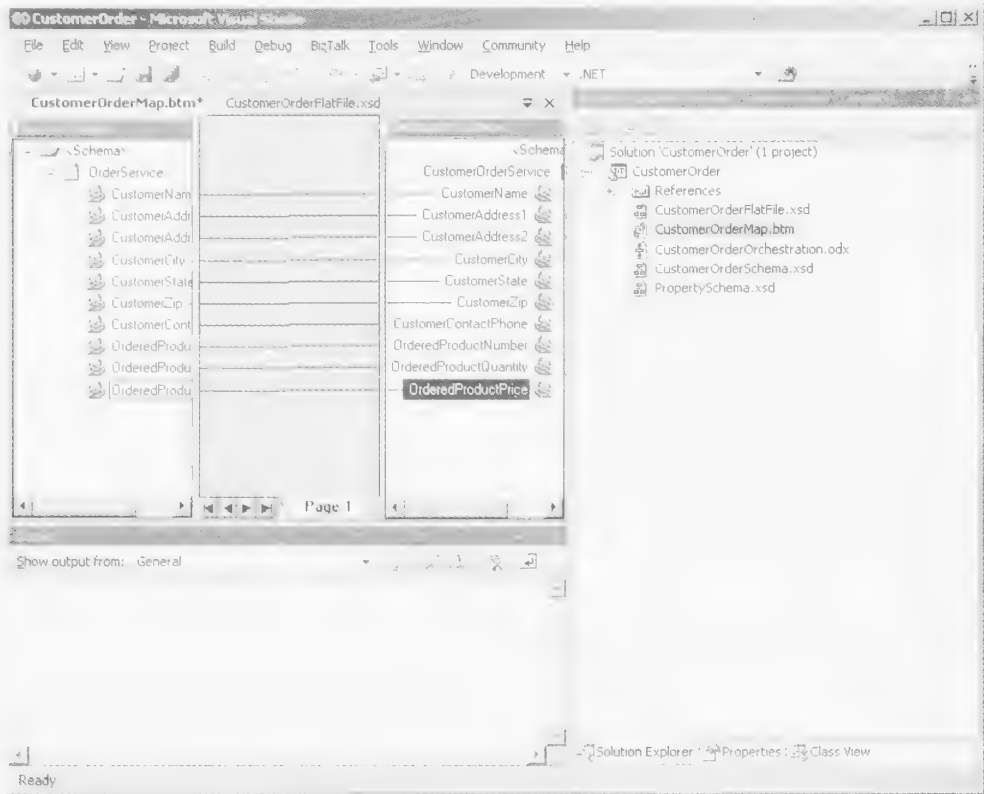 CustomerOrder - Microsoft Visual Studio
File Edit View Project Build Debug BizTalk Tools Window Community Help
Development .NET
CustomerOrderMap.btm* CustomerOrderFlatFile.xsd
<Schema>
OrderService
CustomerNam
CustomerAddr
CustomerAddr
CustomerCity
CustomerState
CustomerZip
CustomerCont
OrderedProdu
OrderedProdu
OrderedProdu
<Schema
CustomerOrderService
CustomerName
CustomerAddress1
CustomerAddress2
CustomerCity
CustomerState
CustomerZip
CustomerContactPhone
OrderedProductNumber
OrderedProductQuantity
OrderedProductPrice
Page 1
Solution 'CustomerOrder' (1 project)
CustomerOrder
References
CustomerOrderFlatFile.xsd
CustomerOrderMap.btm
CustomerOrderOrchestration.odx
CustomerOrderSchema.xsd
PropertySchema.xsd
Show output from: General
Solution Explorer Properties Class View
Ready